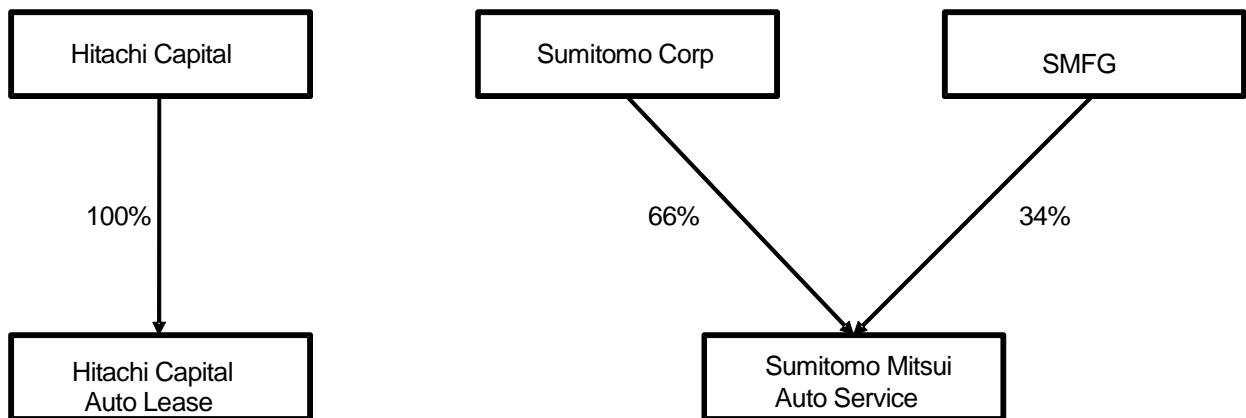 Hitachi Capital
Sumitomo Corp
SMFG
100%
66%
34%
Hitachi Capital
Auto Lease
Sumitomo Mitsui
Auto Service